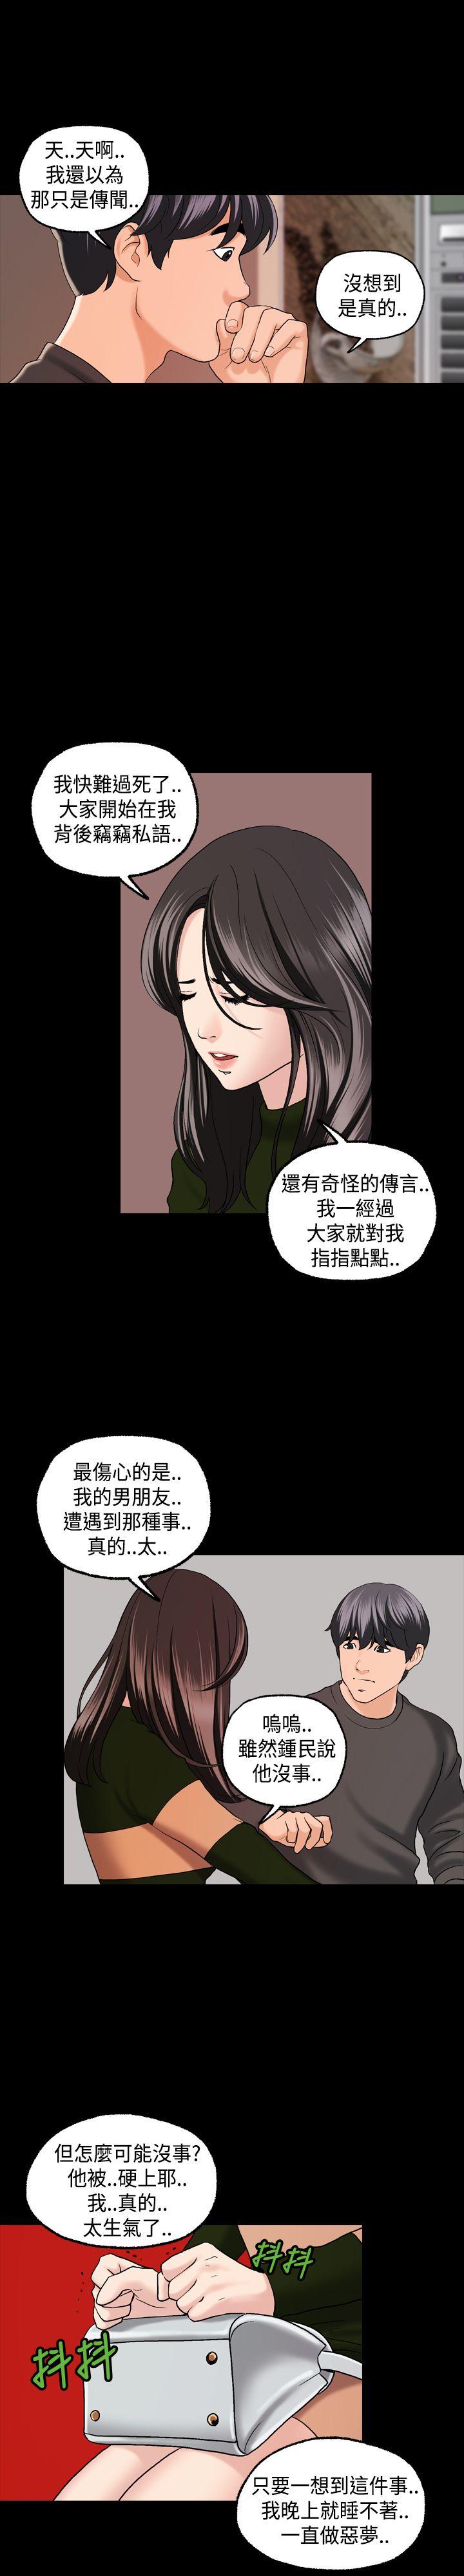 天..天啊..
我還以為
那只是傳聞..
沒想到
是真的..
我快難過死了..
大家開始在我
背後竊竊私語..
還有奇怪的傳言..
我一經過
大家就對我
指指點點..
最傷心的是..
我的男朋友..
遭遇到那種事..
真的..太..
嗚嗚..
雖然鍾民說
他沒事..
但怎麼可能沒事?
他被..硬上耶..
我..真的..
太生氣了..
抖抖
抖抖
只要一想到這件事..
我晚上就睡不著..
一直做惡夢..